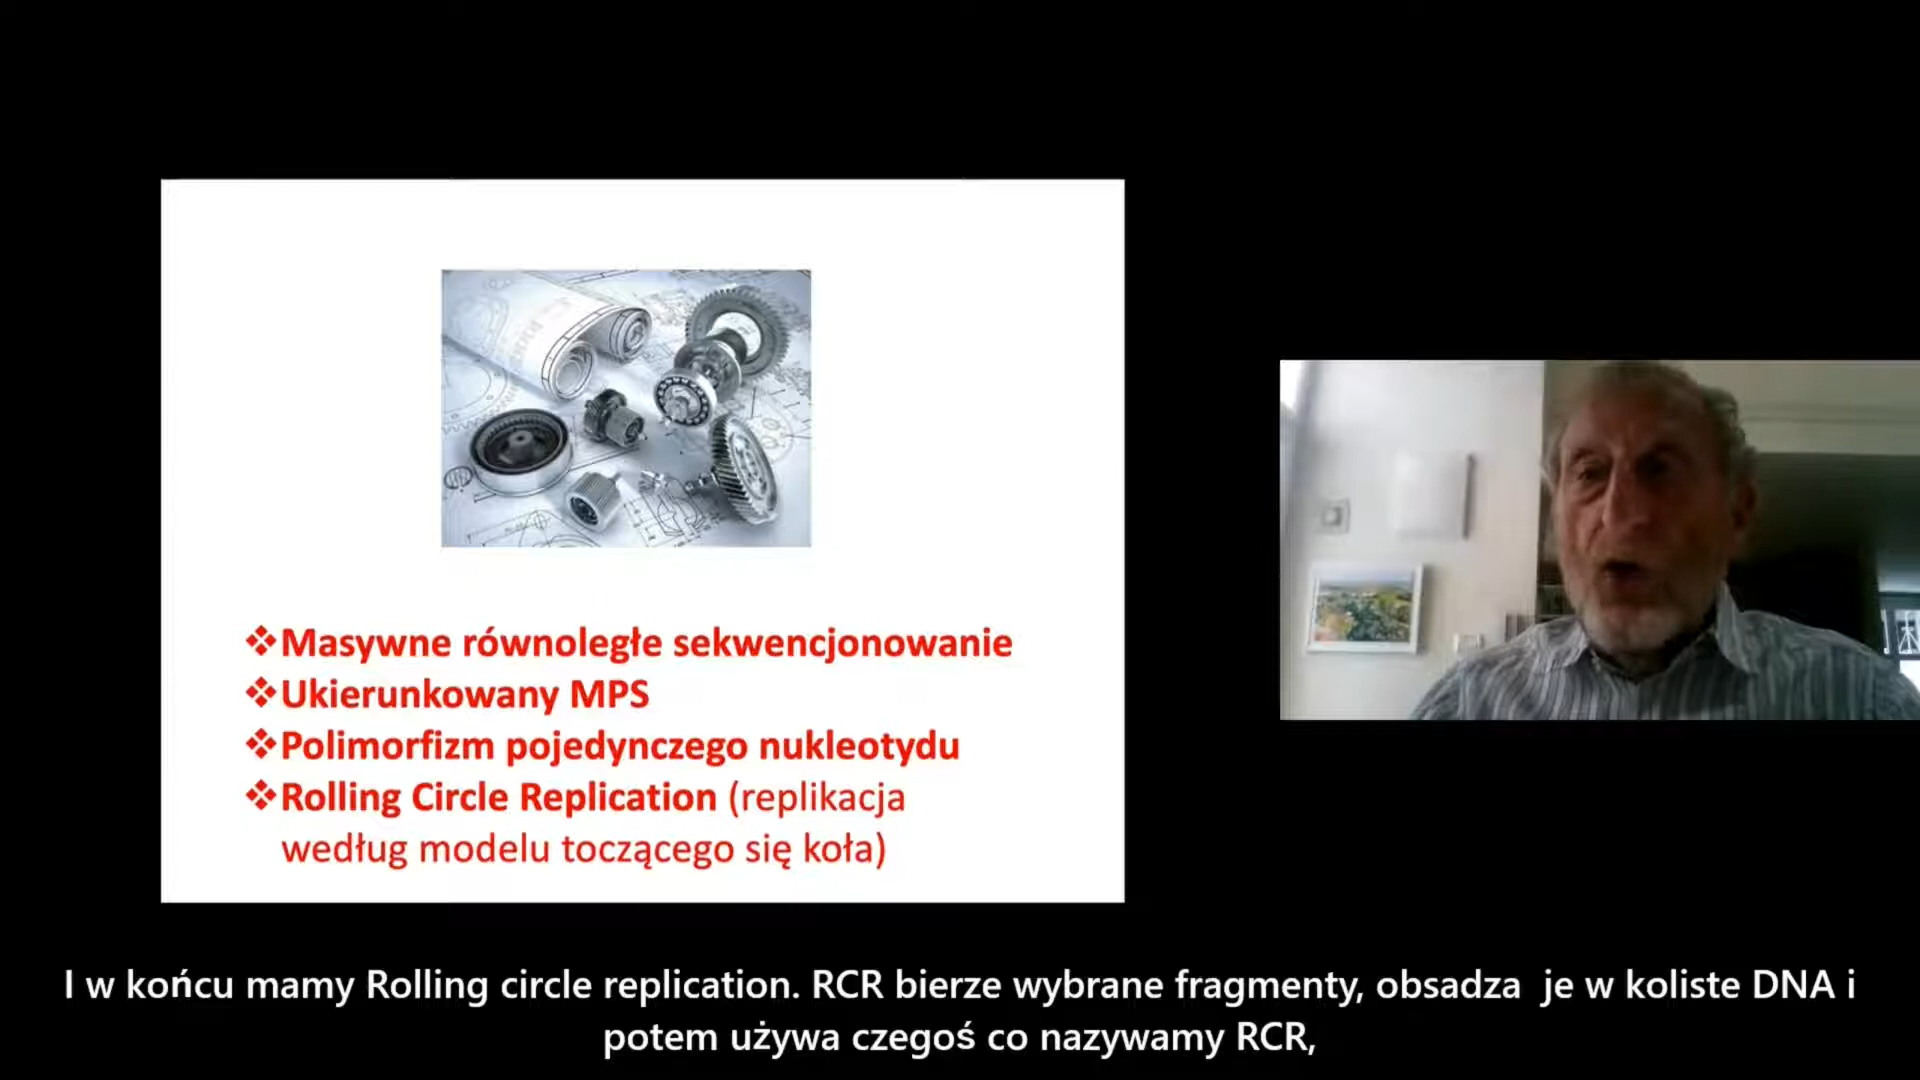 ❖Masywne równoległe sekwencjonowanie
❖Ukierunkowany MPS
❖Polimorfizm pojedynczego nukleotydu
❖Rolling Circle Replication (replikacja
według modelu toczącego się koła)
I w końcu mamy Rolling circle replication. RCR bierze wybrane fragmenty, obsadza je w koliste DNA i
potem używa czegoś co nazywamy RCR,